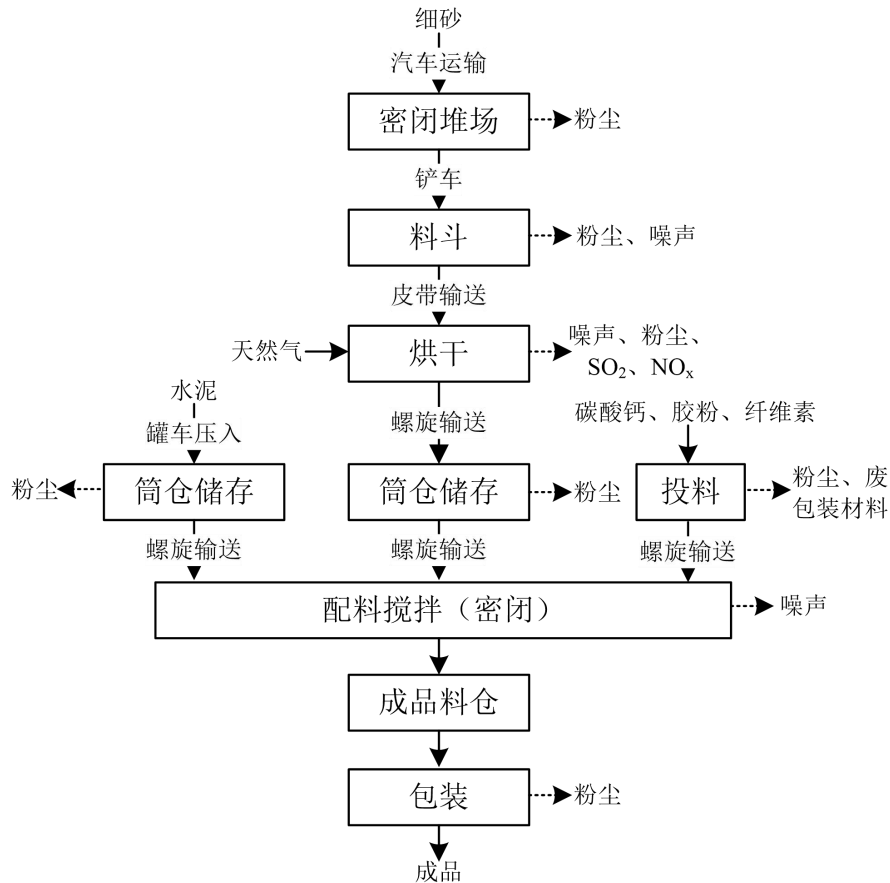 细砂
汽车运输
密闭堆场
粉尘
铲车
料斗
粉尘、噪声
皮带输送
天然气
烘干
噪声、粉尘、
SO₂、NOₓ
水泥
罐车压入
螺旋输送
碳酸钙、胶粉、纤维素
粉尘
筒仓储存
筒仓储存
粉尘
投料
粉尘、废
包装材料
螺旋输送
螺旋输送
螺旋输送
配料搅拌（密闭）
噪声
成品料仓
包装
粉尘
成品